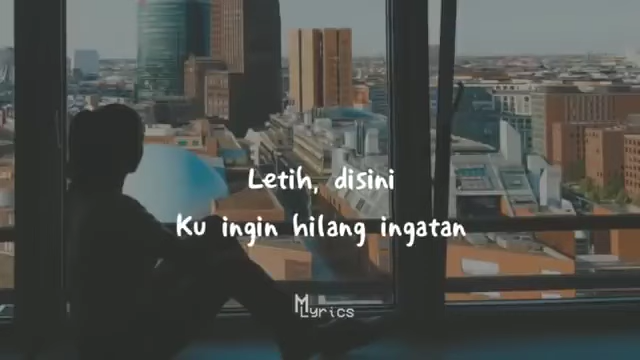 Letih, disini
Ku ingin hilang ingatan
MLyrics